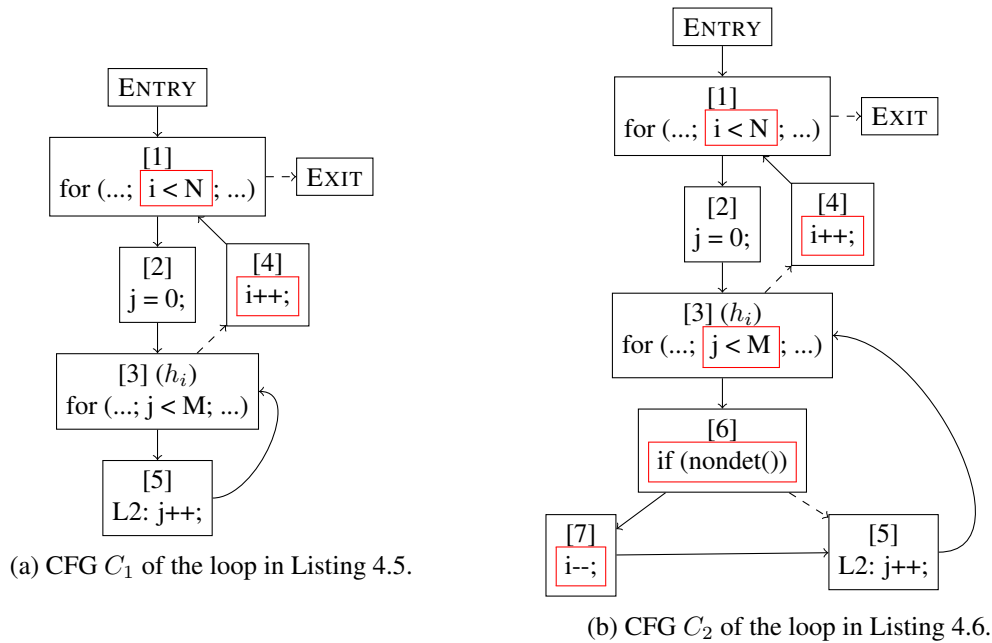 ENTRY
[1]
for (...; i < N; ...)
EXIT
[2]
j = 0;
[4]
i++;
[3] (h_i)
for (...; j < M; ...)
[5]
L2: j++;
(a) CFG C_1 of the loop in Listing 4.5.
ENTRY
[1]
for (...; i < N; ...)
EXIT
[2]
j = 0;
[4]
i++;
[3] (h_i)
for (...; j < M; ...)
[6]
if (nondet())
[7]
i--;
[5]
L2: j++;
(b) CFG C_2 of the loop in Listing 4.6.